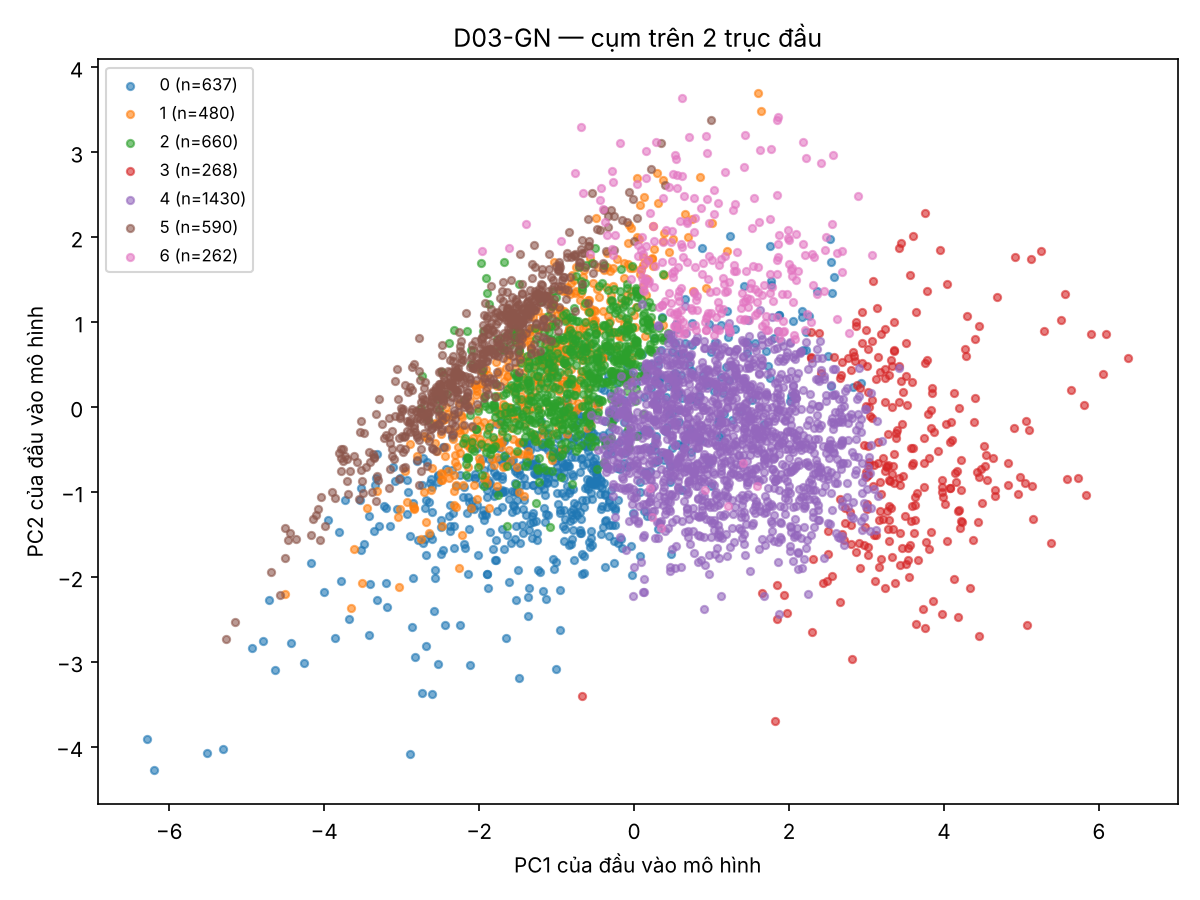 D03-GN — cụm trên 2 trục đầu
0 (n=637)
1 (n=480)
2 (n=660)
3 (n=268)
4 (n=1430)
5 (n=590)
6 (n=262)
4
3
2
1
0
−1
−2
−3
−4
PC2 của đầu vào mô hình
−6
−4
−2
0
2
4
6
PC1 của đầu vào mô hình